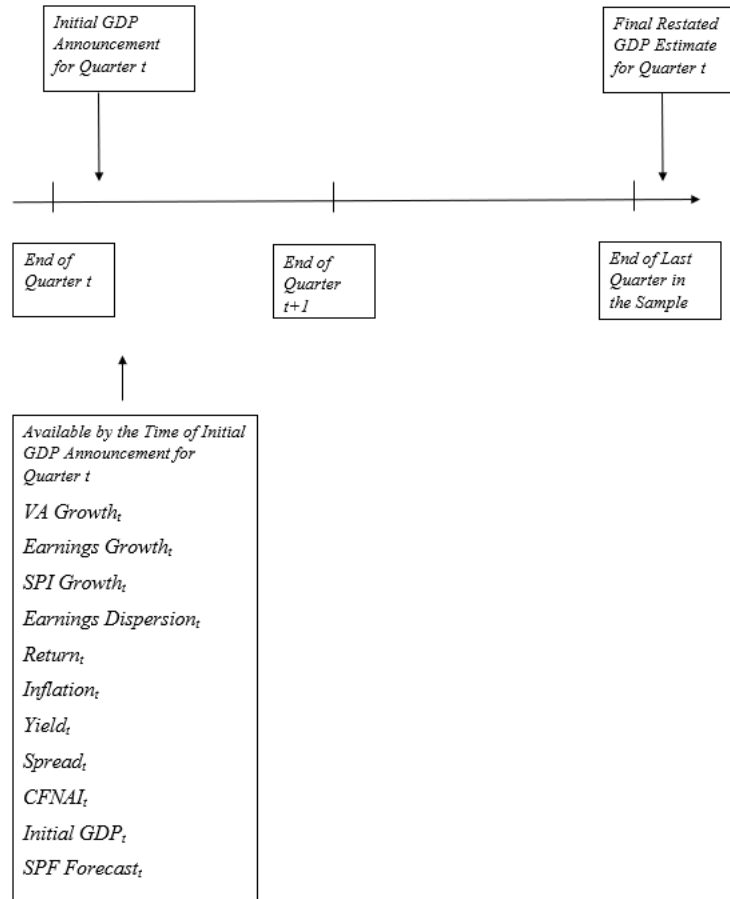 Initial GDP
Announcement
for Quarter t
Final Restated
GDP Estimate
for Quarter t
End of
Quarter t
End of
Quarter
t+1
End of Last
Quarter in
the Sample
Available by the Time of Initial
GDP Announcement for
Quarter t
VA Growthₜ
Earnings Growthₜ
SPI Growthₜ
Earnings Dispersionₜ
Returnₜ
Inflationₜ
Yieldₜ
Spreadₜ
CFNAIₜ
Initial GDPₜ
SPF Forecastₜ